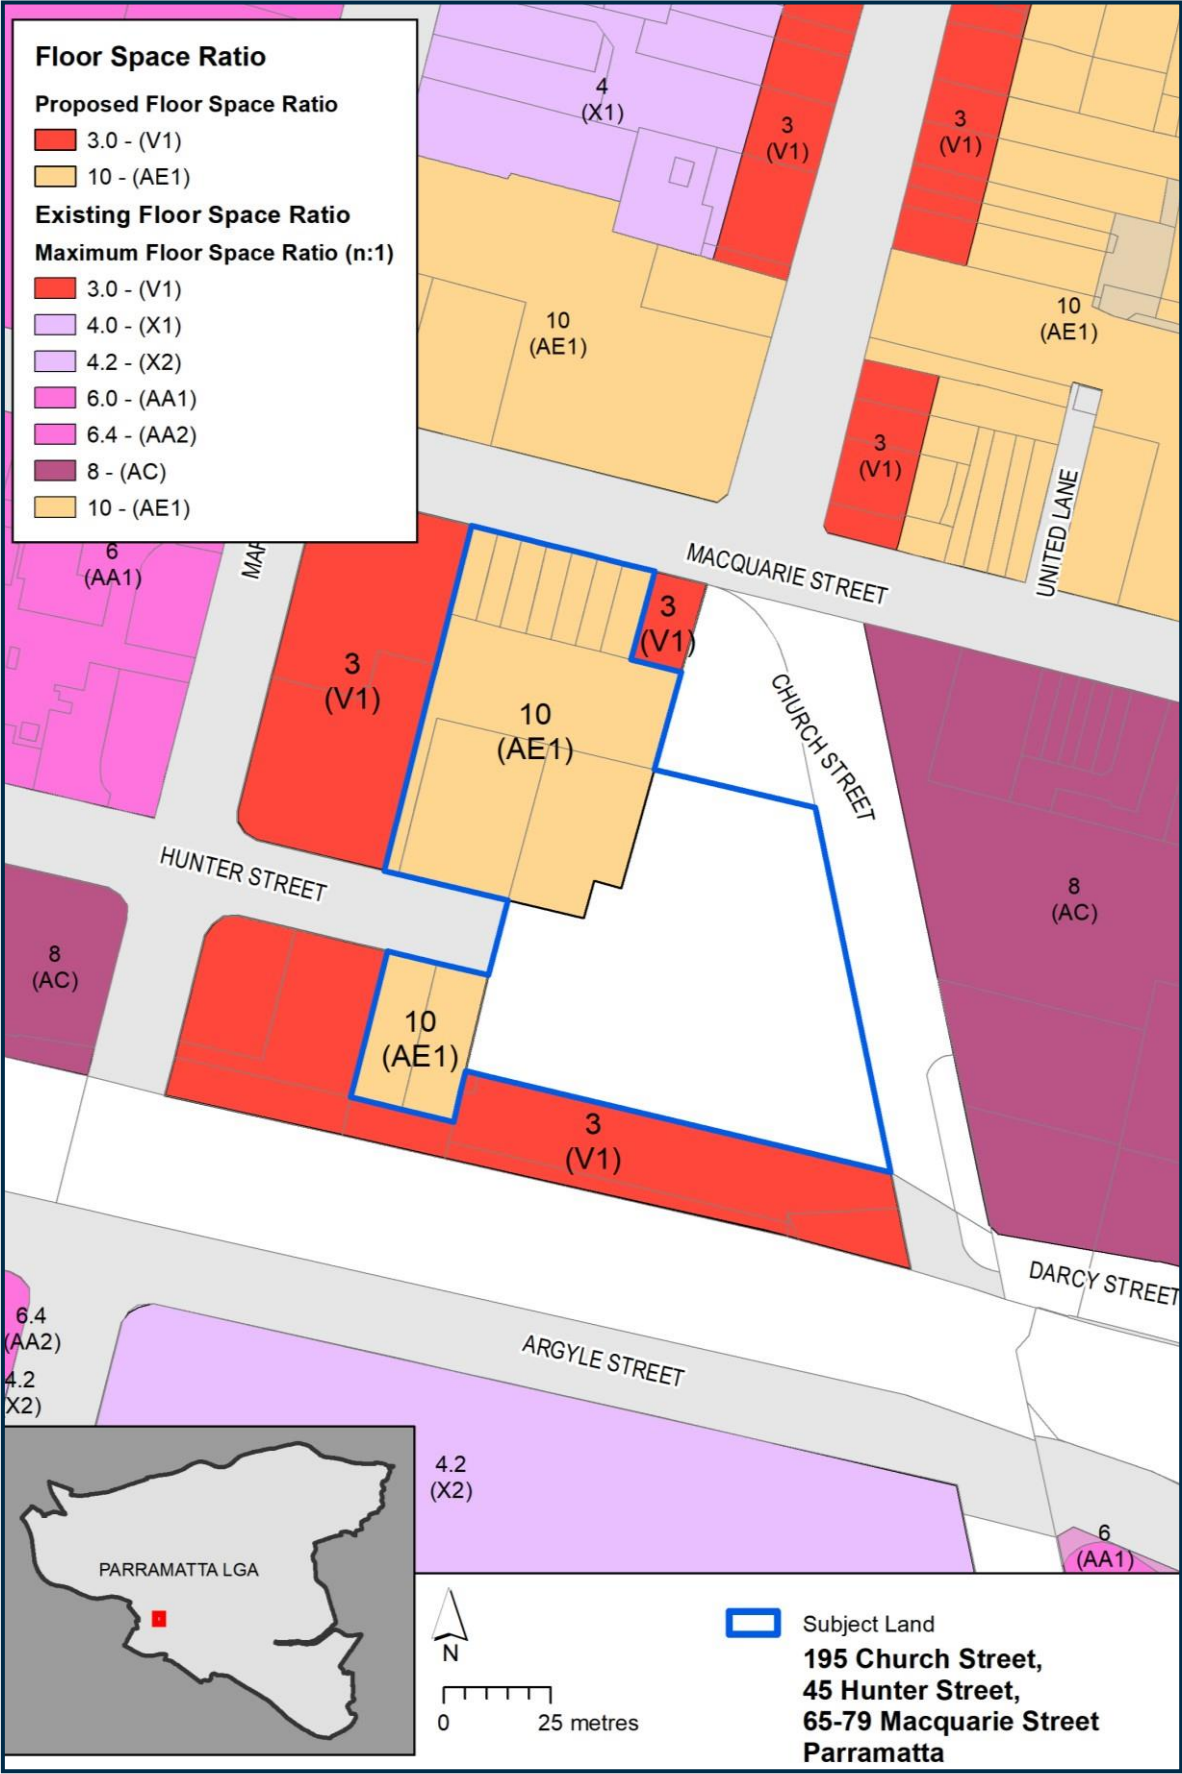 Floor Space Ratio
Proposed Floor Space Ratio
3.0 - (V1)
10 - (AE1)
Existing Floor Space Ratio
Maximum Floor Space Ratio (n:1)
3.0 - (V1)
4.0 - (X1)
4.2 - (X2)
6.0 - (AA1)
6.4 - (AA2)
8 - (AC)
10 - (AE1)
4
(X1)
3
(V1)
3
(V1)
10
(AE1)
10
(AE1)
3
(V1)
UNITED LANE
MACQUARIE STREET
6
(AA1)
MAR
3
(V1)
3
(V1)
10
(AE1)
CHURCH STREET
HUNTER STREET
8
(AC)
8
(AC)
10
(AE1)
3
(V1)
DARCY STREET
ARGYLE STREET
6.4
(AA2)
4.2
X2)
4.2
(X2)
6
(AA1)
PARRAMATTA LGA
N
0 25 metres
Subject Land
195 Church Street,
45 Hunter Street,
65-79 Macquarie Street
Parramatta